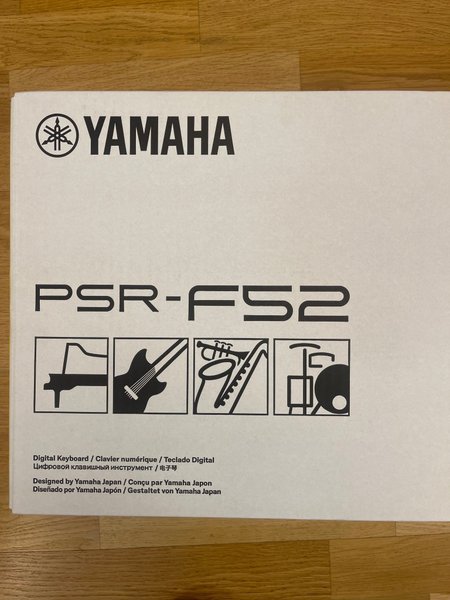 YAMAHA
PSR-F52
Digital Keyboard / Clavier numérique / Teclado Digital
Цифровой клавишный инструмент / 电子琴
Designed by Yamaha Japan / Conçu par Yamaha Japon
Diseñado por Yamaha Japón / Gestaltet von Yamaha Japan